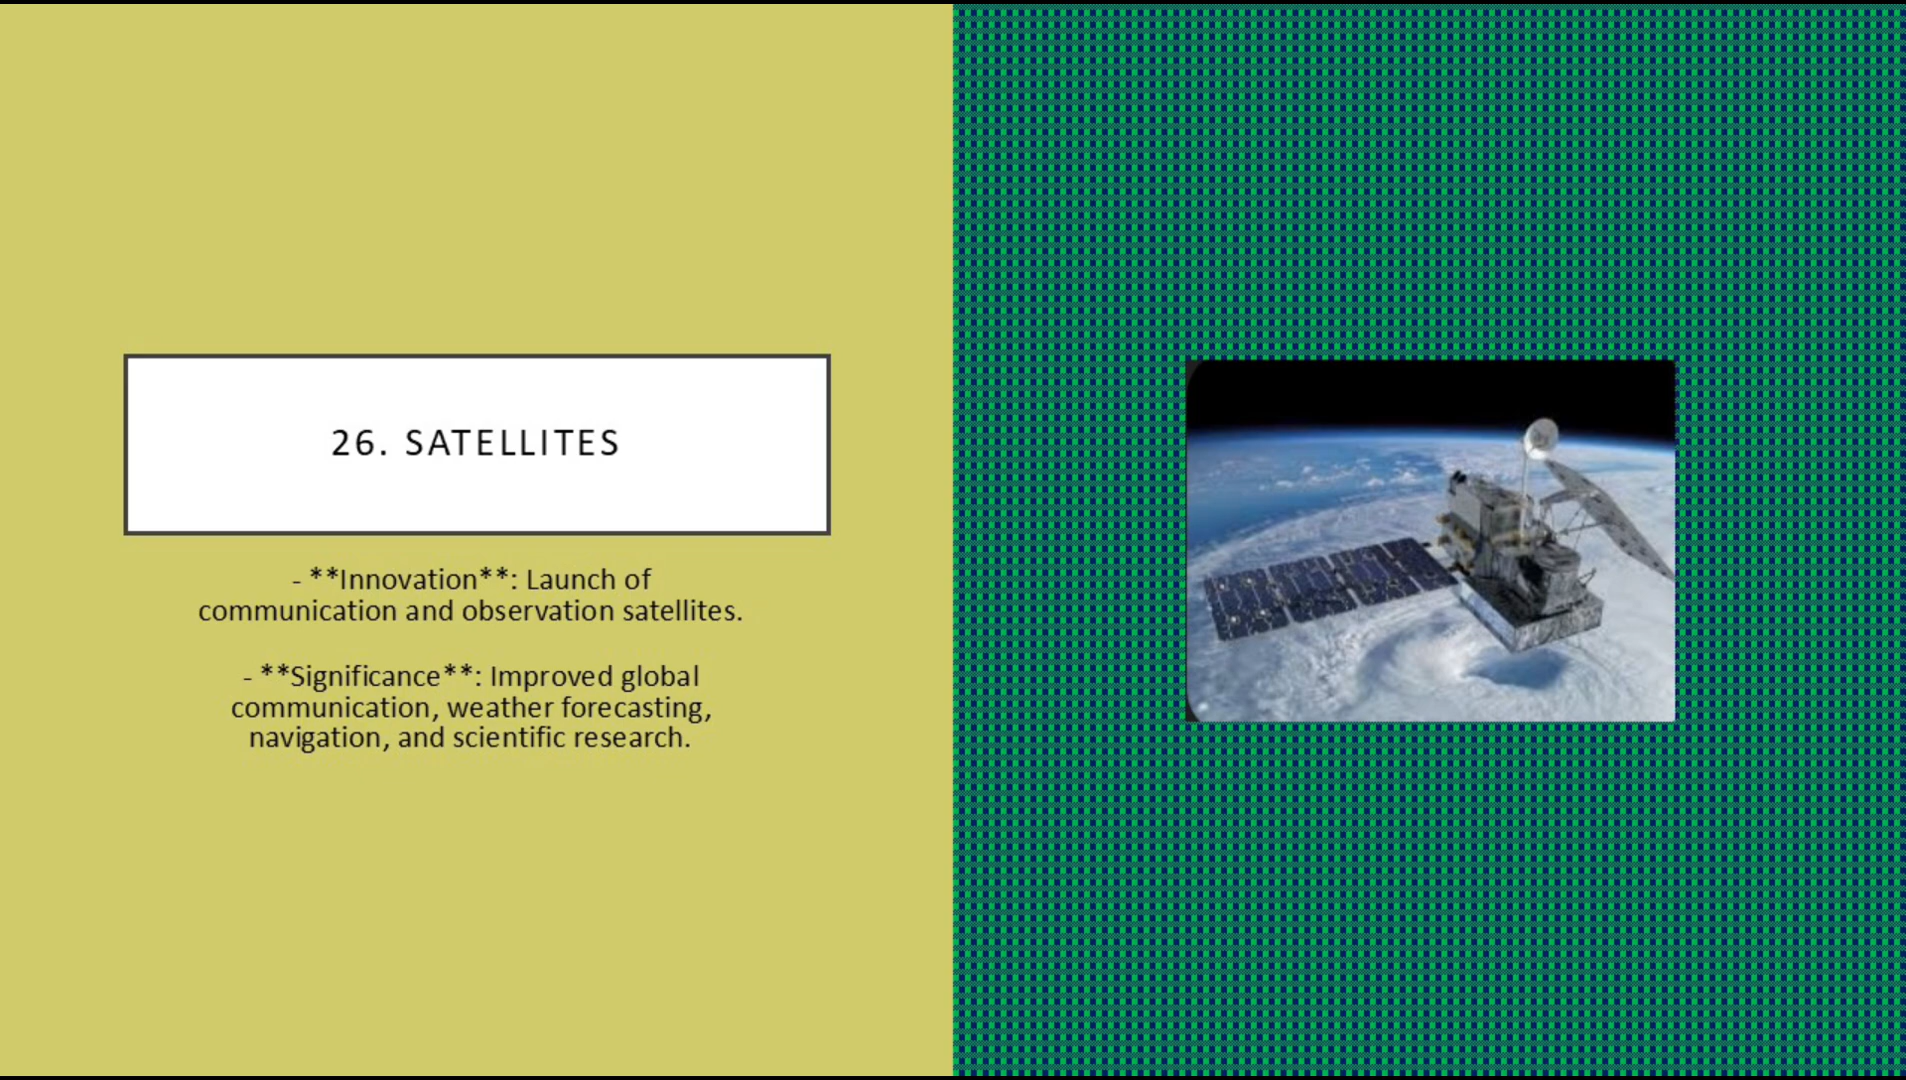 26. SATELLITES
- **Innovation**: Launch of
communication and observation satellites.
- **Significance**: Improved global
communication, weather forecasting,
navigation, and scientific research.